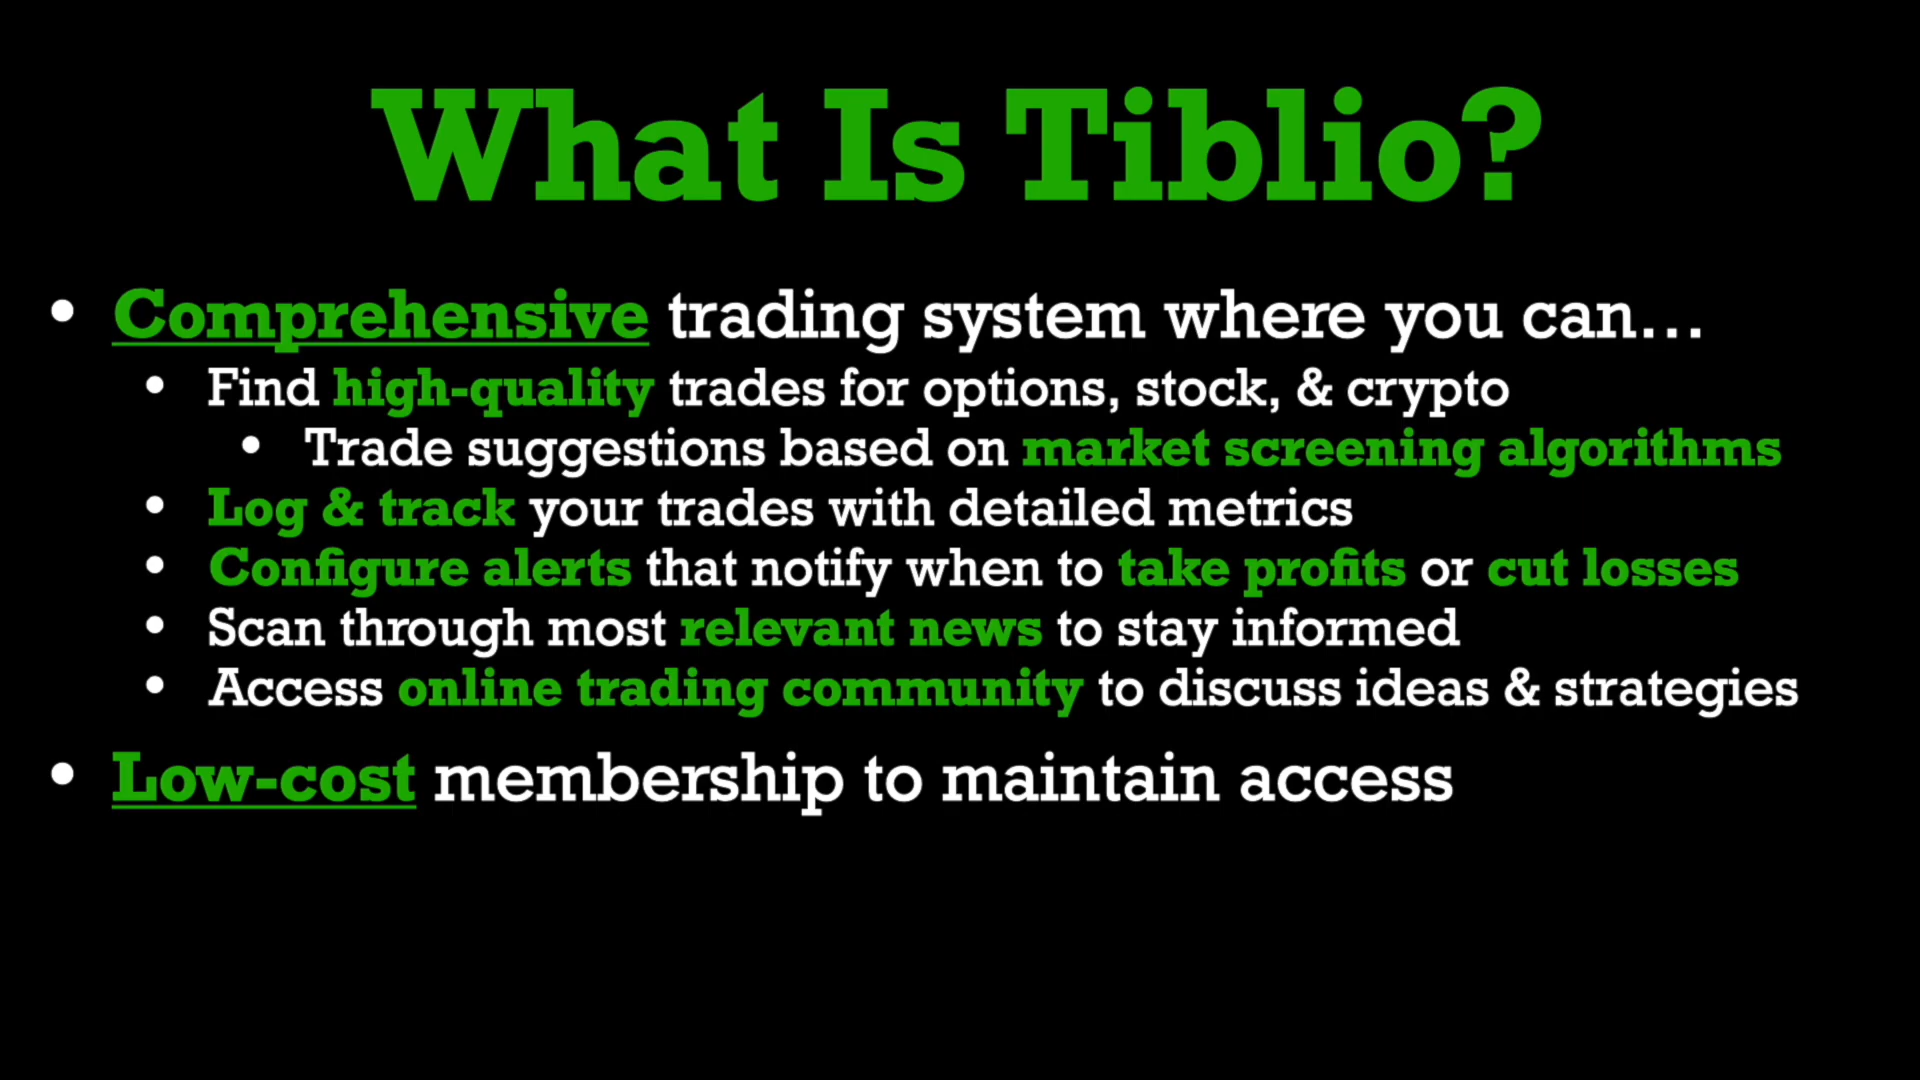 What Is Tiblio?
• Comprehensive trading system where you can…
• Find high-quality trades for options, stock, & crypto
• Trade suggestions based on market screening algorithms
• Log & track your trades with detailed metrics
• Configure alerts that notify when to take profits or cut losses
• Scan through most relevant news to stay informed
• Access online trading community to discuss ideas & strategies
• Low-cost membership to maintain access